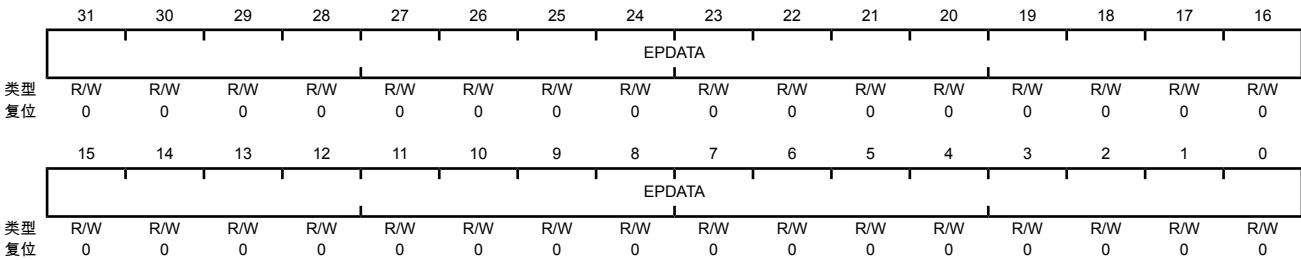 31 30 29 28 27 26 25 24 23 22 21 20 19 18 17 16
EPDATA
类型 R/W R/W R/W R/W R/W R/W R/W R/W R/W R/W R/W R/W R/W R/W R/W R/W
复位 0 0 0 0 0 0 0 0 0 0 0 0 0 0 0 0
15 14 13 12 11 10 9 8 7 6 5 4 3 2 1 0
EPDATA
类型 R/W R/W R/W R/W R/W R/W R/W R/W R/W R/W R/W R/W R/W R/W R/W R/W
复位 0 0 0 0 0 0 0 0 0 0 0 0 0 0 0 0